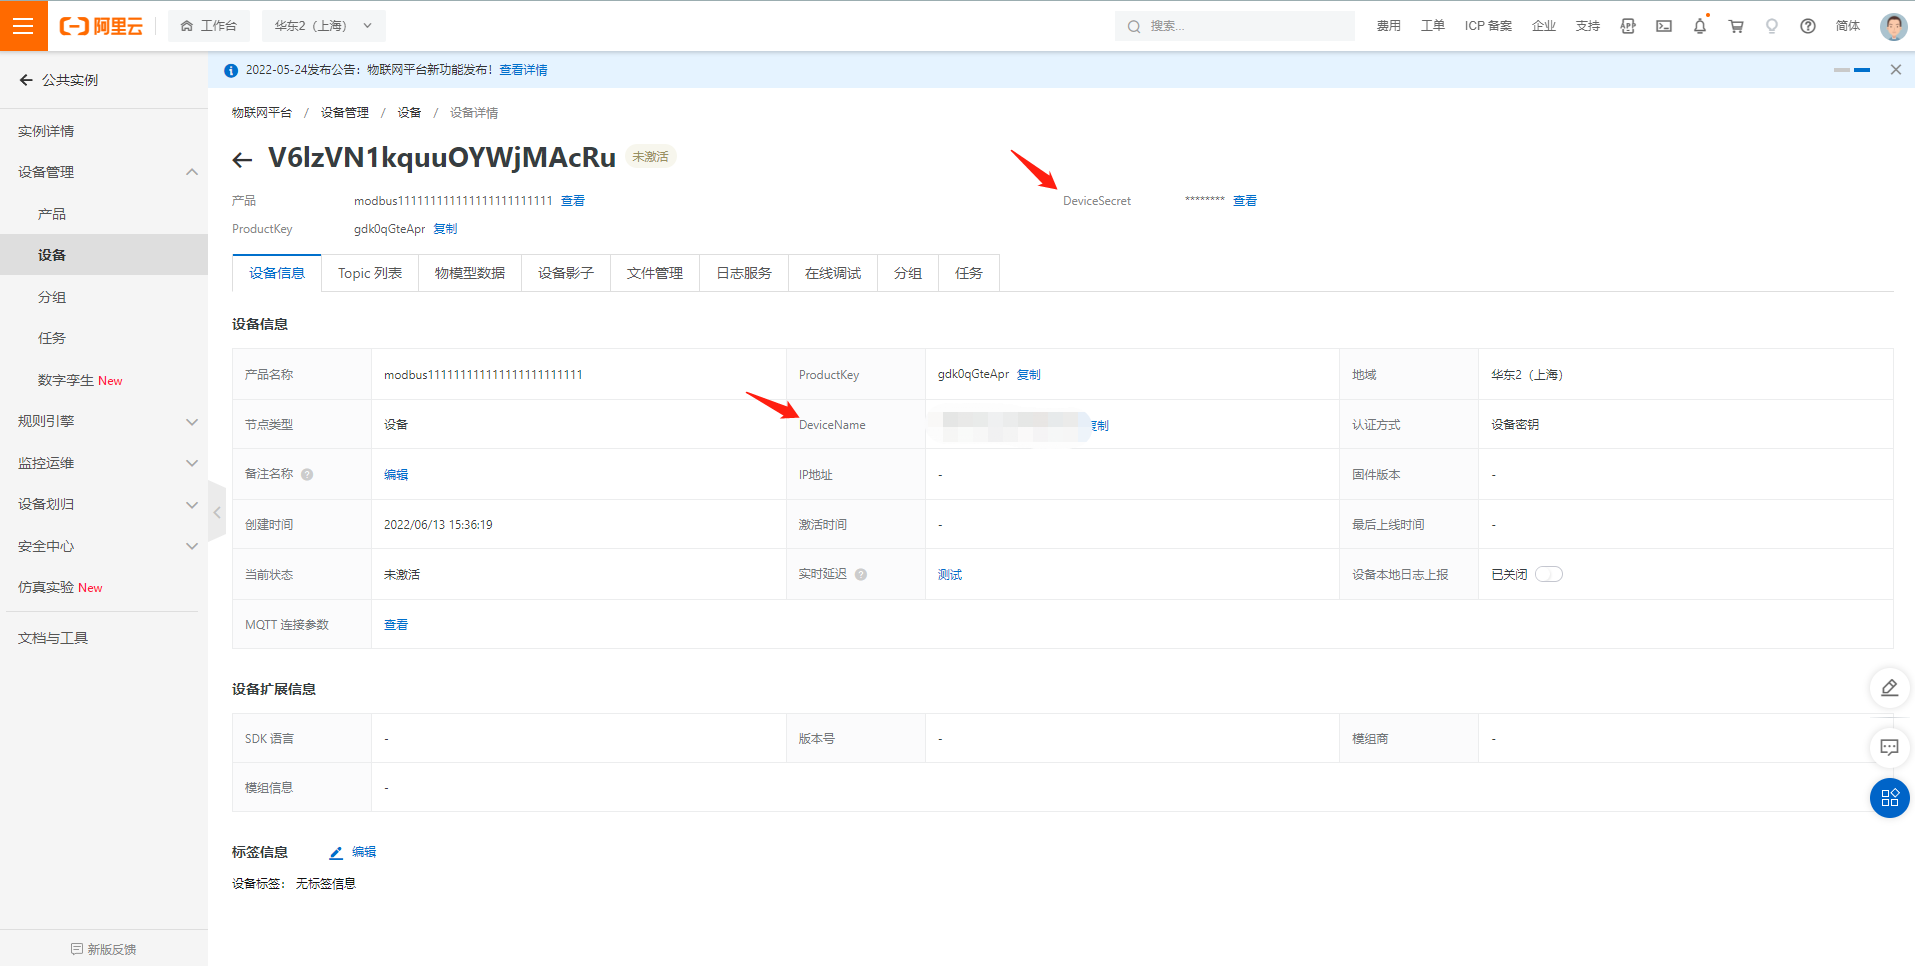 阿里云
工作台
华东2（上海）
搜索...
费用
工单
ICP 备案
企业
支持
简体
公共实例
2022-05-24发布公告：物联网平台新功能发布！ 查看详情
物联网平台 / 设备管理 / 设备 / 设备详情
V6lzVN1kquuOYWjMAcRu 未激活
产品 modbus111111111111111111111111 查看
DeviceSecret ******** 查看
ProductKey gdk0qGteApr 复制
实例详情
设备管理
产品
设备
分组
任务
数字孪生 New
规则引擎
监控运维
设备划归
安全中心
仿真实验 New
文档与工具
新版反馈
设备信息 Topic 列表 物模型数据 设备影子 文件管理 日志服务 在线调试 分组 任务
设备信息
产品名称 modbus111111111111111111111111 ProductKey gdk0qGteApr 复制 地域 华东2（上海）
节点类型 设备 DeviceName 复制 认证方式 设备密钥
备注名称 编辑 IP地址 - 固件版本 -
创建时间 2022/06/13 15:36:19 激活时间 - 最后上线时间 -
当前状态 未激活 实时延迟 测试 设备本地日志上报 已关闭
MQTT 连接参数 查看
设备扩展信息
SDK 语言 - 版本号 - 模组商 -
模组信息 -
标签信息 编辑
设备标签： 无标签信息